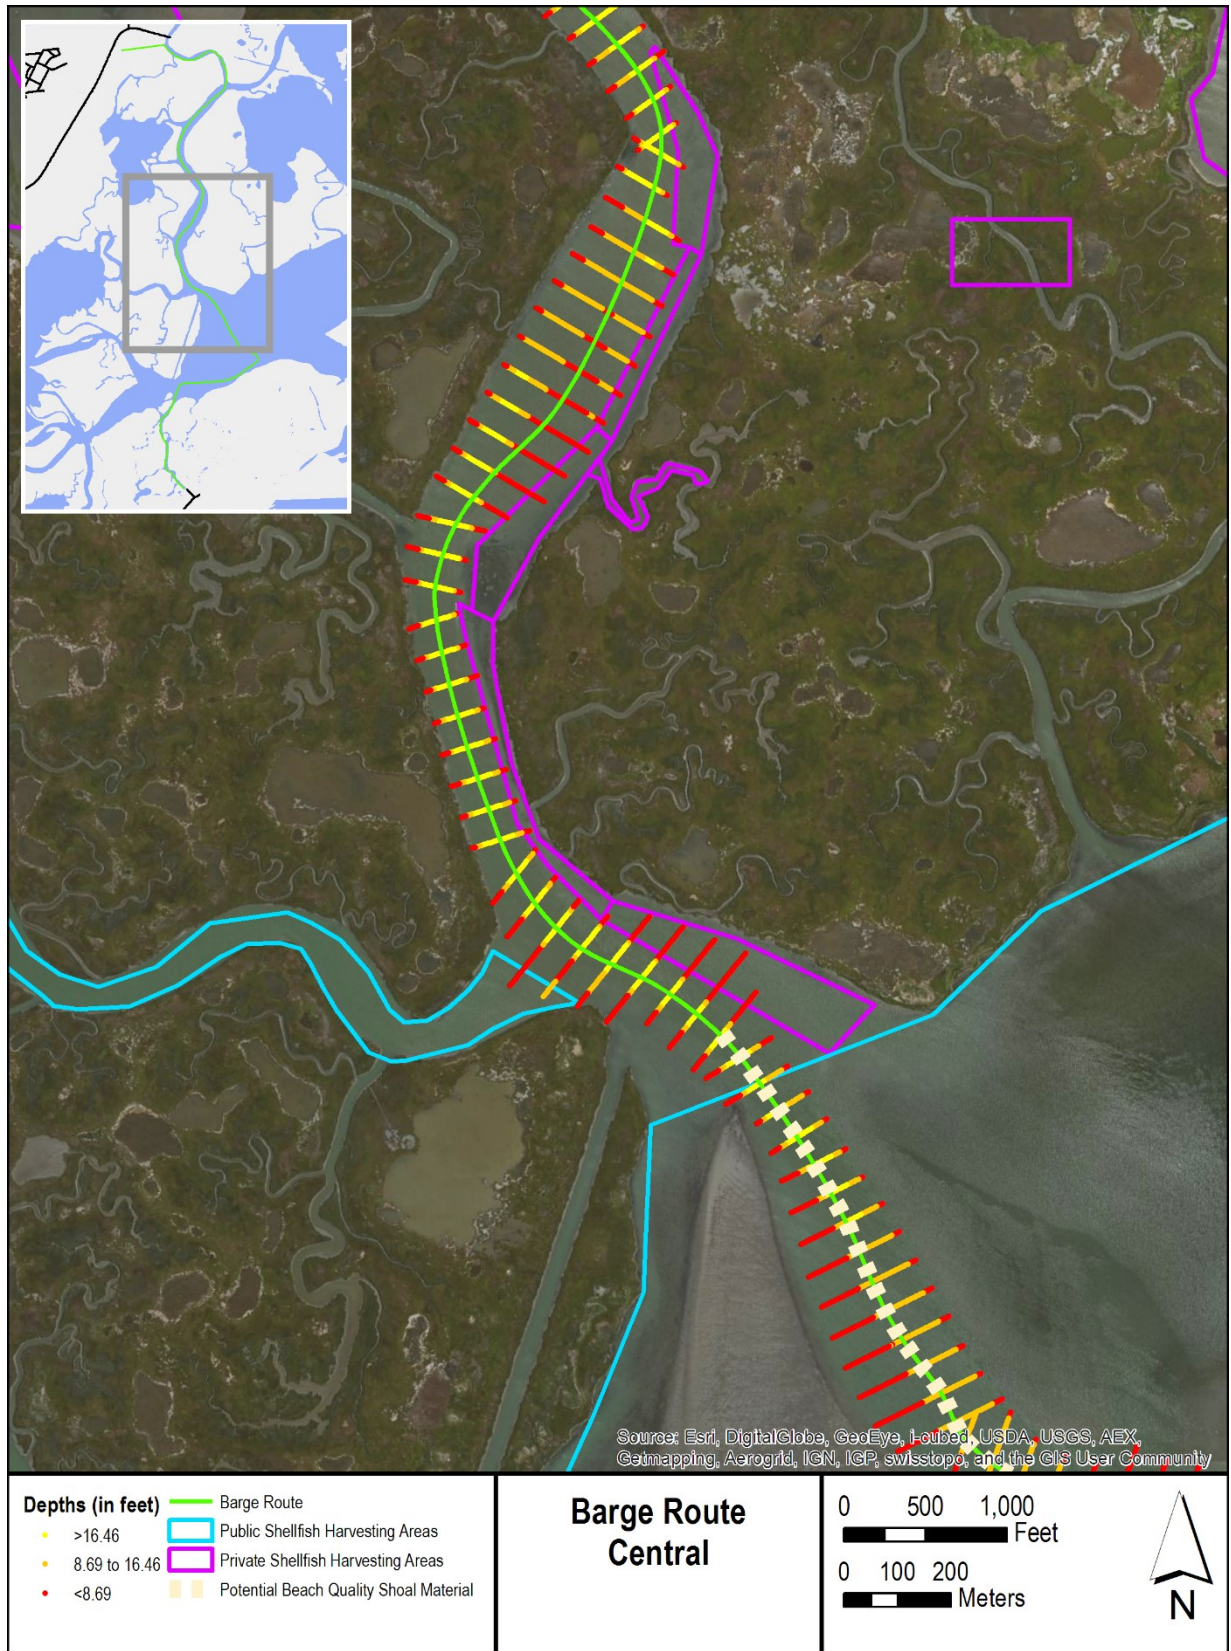 Source: Esri, DigitalGlobe, GeoEye, i-cubed, USDA, USGS, AEX,
Getmapping, Aerogrid, IGN, IGP, swisstopo, and the GIS User Community
Depths (in feet)
>16.46
8.69 to 16.46
<8.69
Barge Route
Public Shellfish Harvesting Areas
Private Shellfish Harvesting Areas
Potential Beach Quality Shoal Material
Barge Route
Central
0 500 1,000
Feet
0 100 200
Meters
N